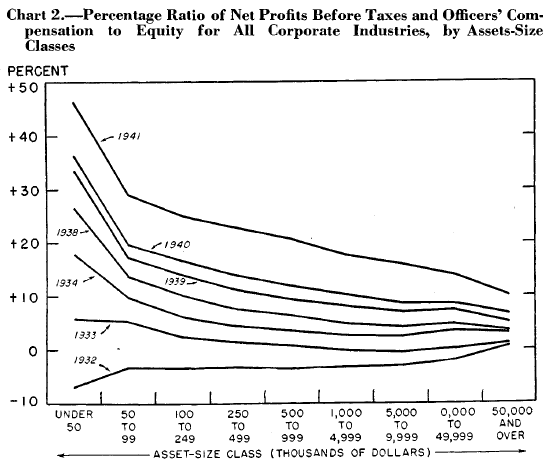 Chart 2.—Percentage Ratio of Net Profits Before Taxes and Officers' Com-
pensation to Equity for All Corporate Industries, by Assets-Size
Classes
PERCENT
+50
+40
+30
+20
+10
0
-10
1941
1940
1939
1938
1934
1933
1932
UNDER
50
50
TO
99
100
TO
249
250
TO
499
500
TO
999
1,000
TO
4,999
5,000
TO
9,999
0,000
TO
49,999
50,000
AND
OVER
ASSET-SIZE CLASS (THOUSANDS OF DOLLARS)